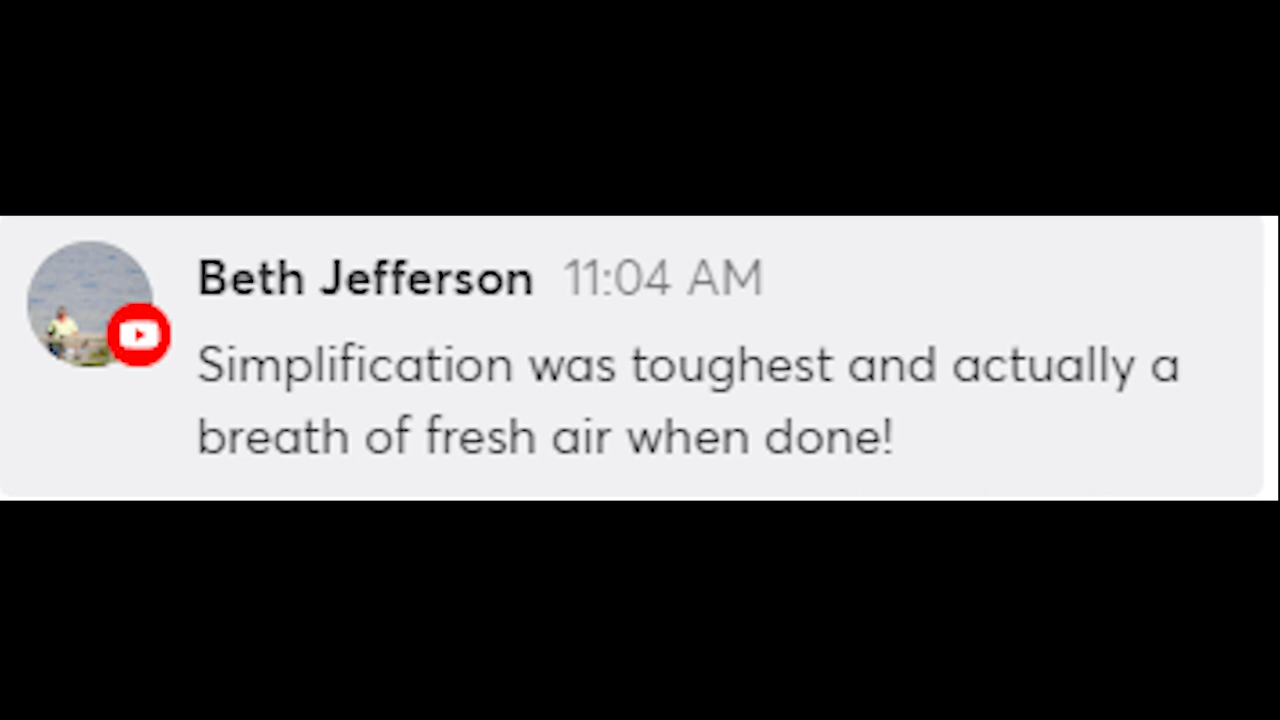 Beth Jefferson 11:04 AM
Simplification was toughest and actually a
breath of fresh air when done!